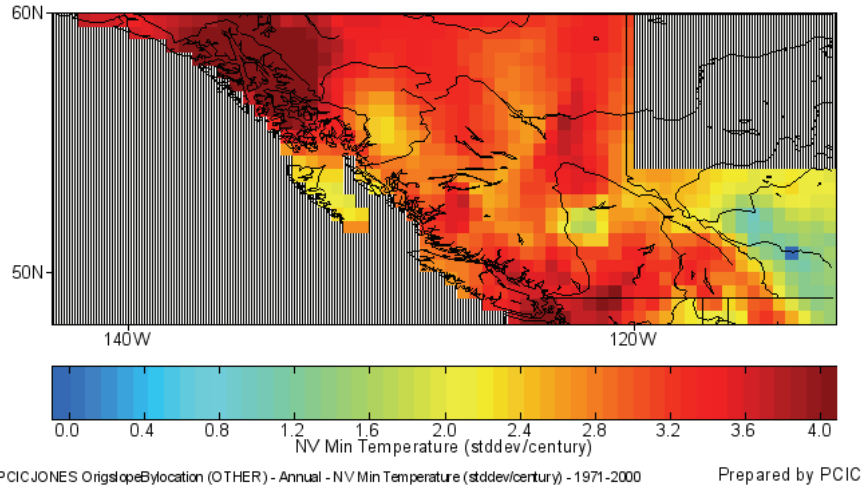 60N
50N
140W
120W
0.0 0.4 0.8 1.2 1.6 2.0 2.4 2.8 3.2 3.6 4.0
NV Min Temperature (stddev/century)
PCICJONES OrigslopeBylocation (OTHER) - Annual - NV Min Temperature (stddev/century) - 1971-2000
Prepared by PCIC